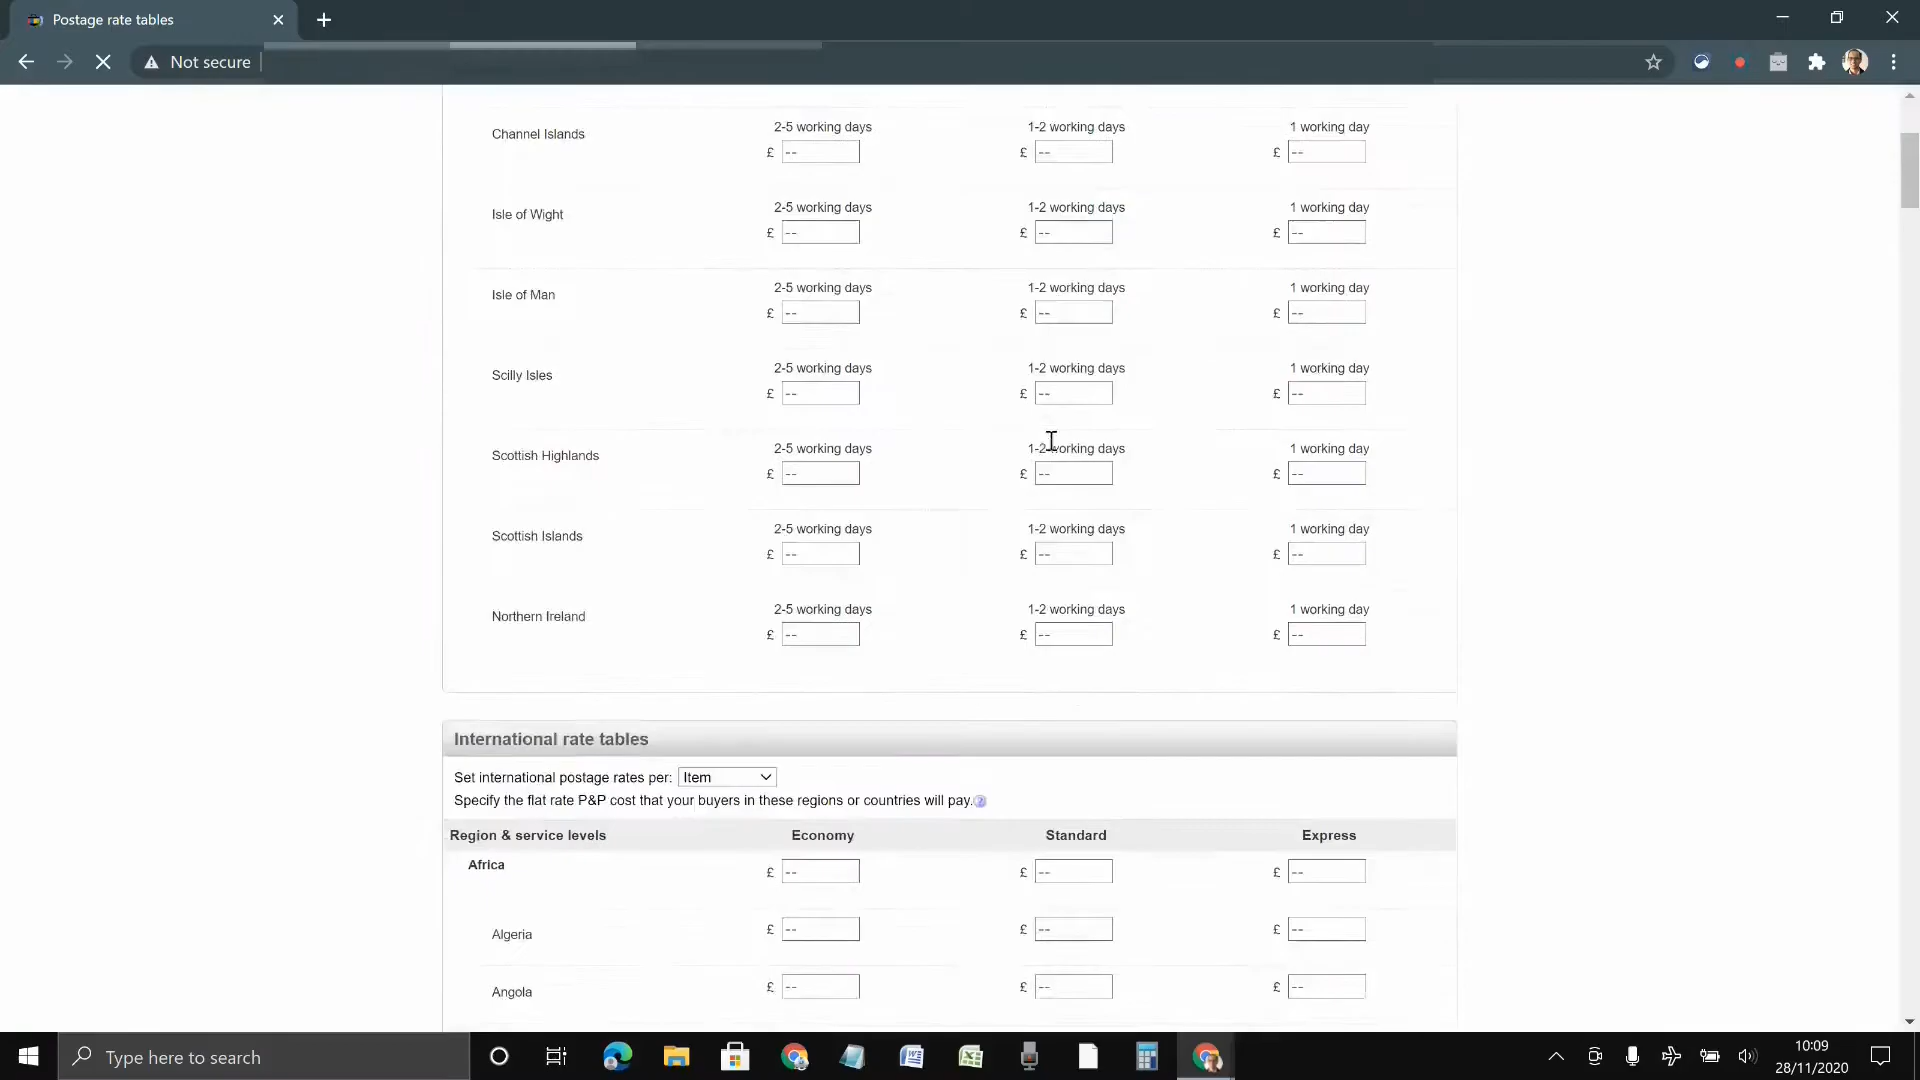 Postage rate tables
Not secure
Channel Islands 2-5 working days 1-2 working days 1 working day
£ -- £ -- £ --
Isle of Wight 2-5 working days 1-2 working days 1 working day
£ -- £ -- £ --
Isle of Man 2-5 working days 1-2 working days 1 working day
£ -- £ -- £ --
Scilly Isles 2-5 working days 1-2 working days 1 working day
£ -- £ -- £ --
Scottish Highlands 2-5 working days 1-2 working days 1 working day
£ -- £ -- £ --
Scottish Islands 2-5 working days 1-2 working days 1 working day
£ -- £ -- £ --
Northern Ireland 2-5 working days 1-2 working days 1 working day
£ -- £ -- £ --
International rate tables
Set international postage rates per: Item
Specify the flat rate P&P cost that your buyers in these regions or countries will pay.
Region & service levels Economy Standard Express
Africa £ -- £ -- £ --
Algeria £ -- £ -- £ --
Angola £ -- £ -- £ --
Type here to search
10:09
28/11/2020